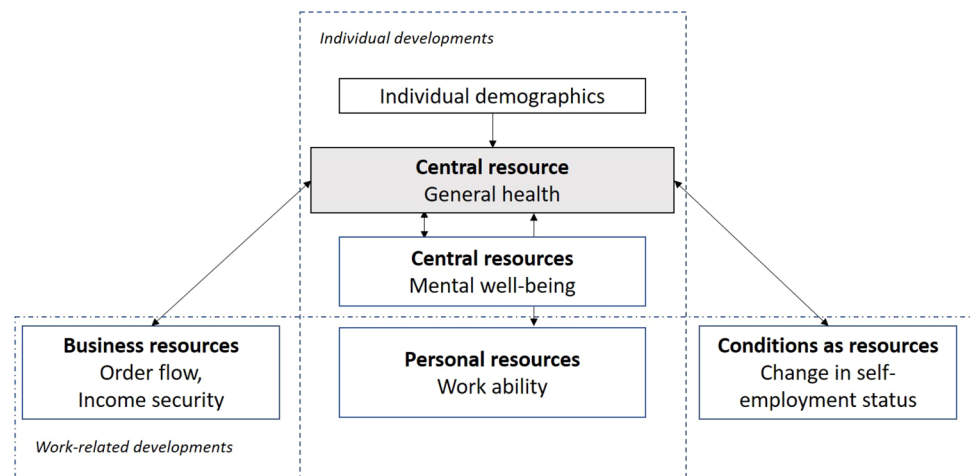 Individual developments
Individual demographics
Central resource
General health
Central resources
Mental well-being
Business resources
Order flow,
Income security
Personal resources
Work ability
Conditions as resources
Change in self-
employment status
Work-related developments